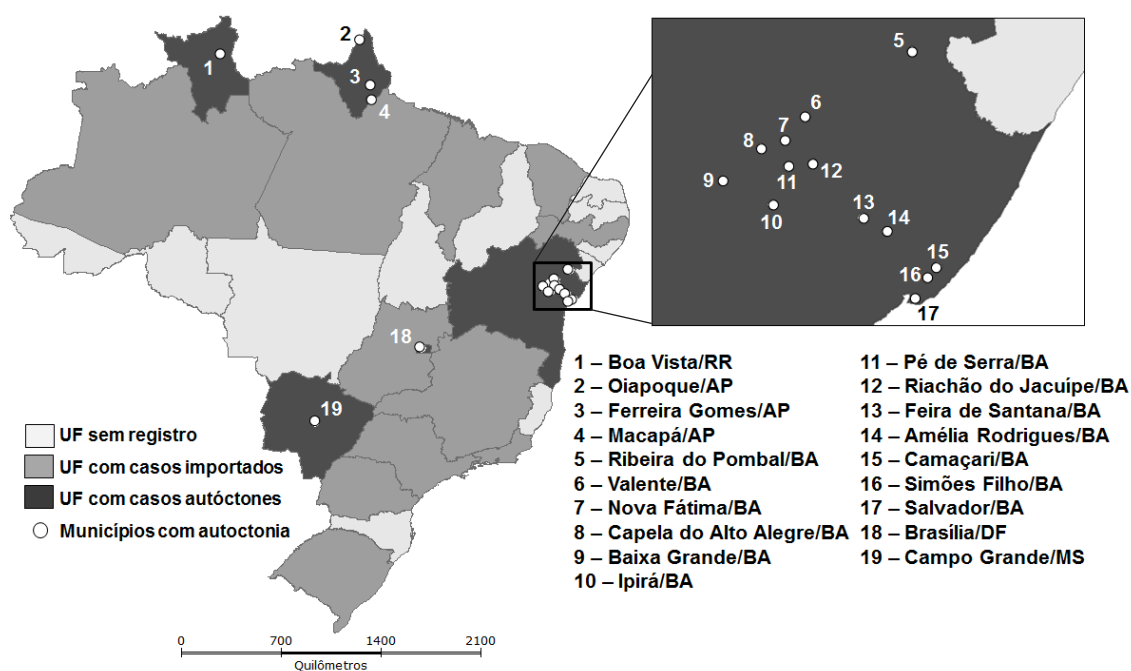 2
1
3
4
18
19
5
6
7
8
12
11
9
10
13
14
15
16
17
UF sem registro
UF com casos importados
UF com casos autóctones
Municípios com autoctonia
0 700 1400 2100
Quilômetros
1 – Boa Vista/RR
2 – Oiapoque/AP
3 – Ferreira Gomes/AP
4 – Macapá/AP
5 – Ribeira do Pombal/BA
6 – Valente/BA
7 – Nova Fátima/BA
8 – Capela do Alto Alegre/BA
9 – Baixa Grande/BA
10 – Ipirá/BA
11 – Pé de Serra/BA
12 – Riachão do Jacuípe/BA
13 – Feira de Santana/BA
14 – Amélia Rodrigues/BA
15 – Camaçari/BA
16 – Simões Filho/BA
17 – Salvador/BA
18 – Brasília/DF
19 – Campo Grande/MS